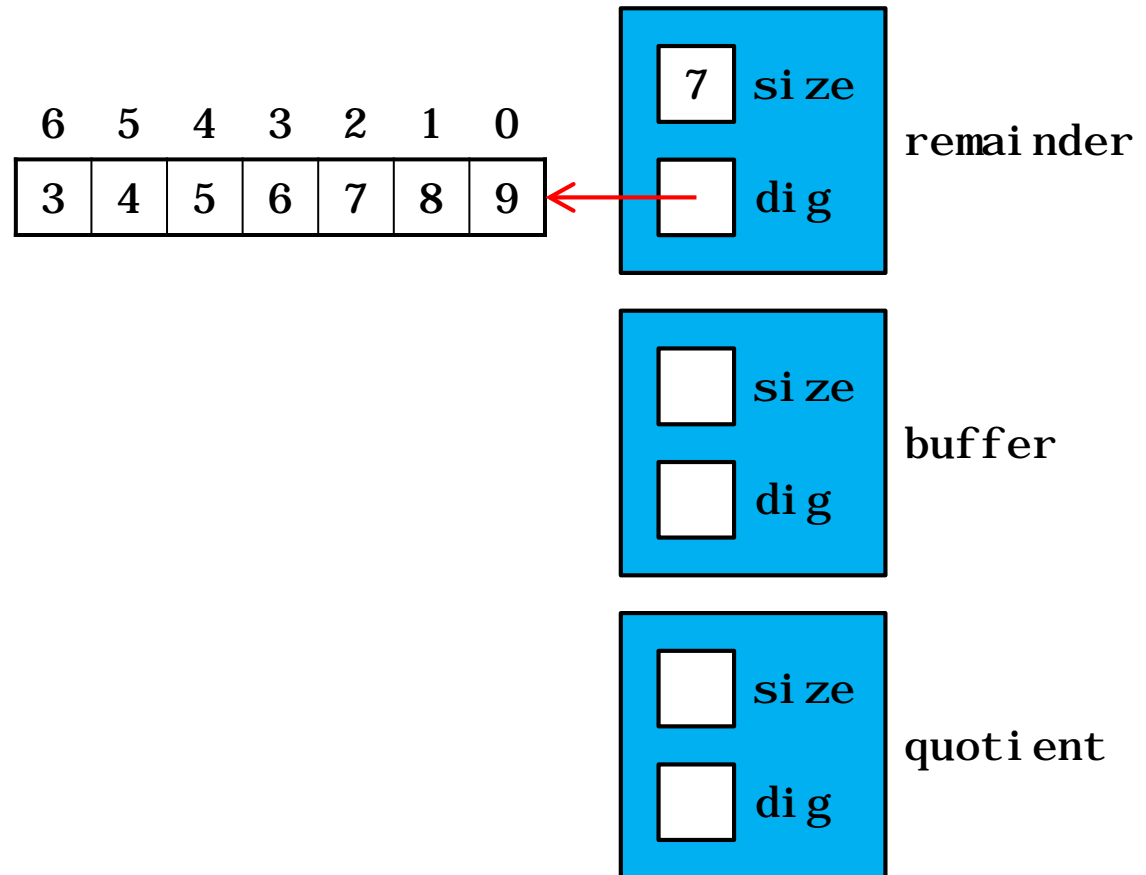 7 size
6 5 4 3 2 1 0
remainder
3 4 5 6 7 8 9
dig
size
buffer
dig
size
quotient
dig